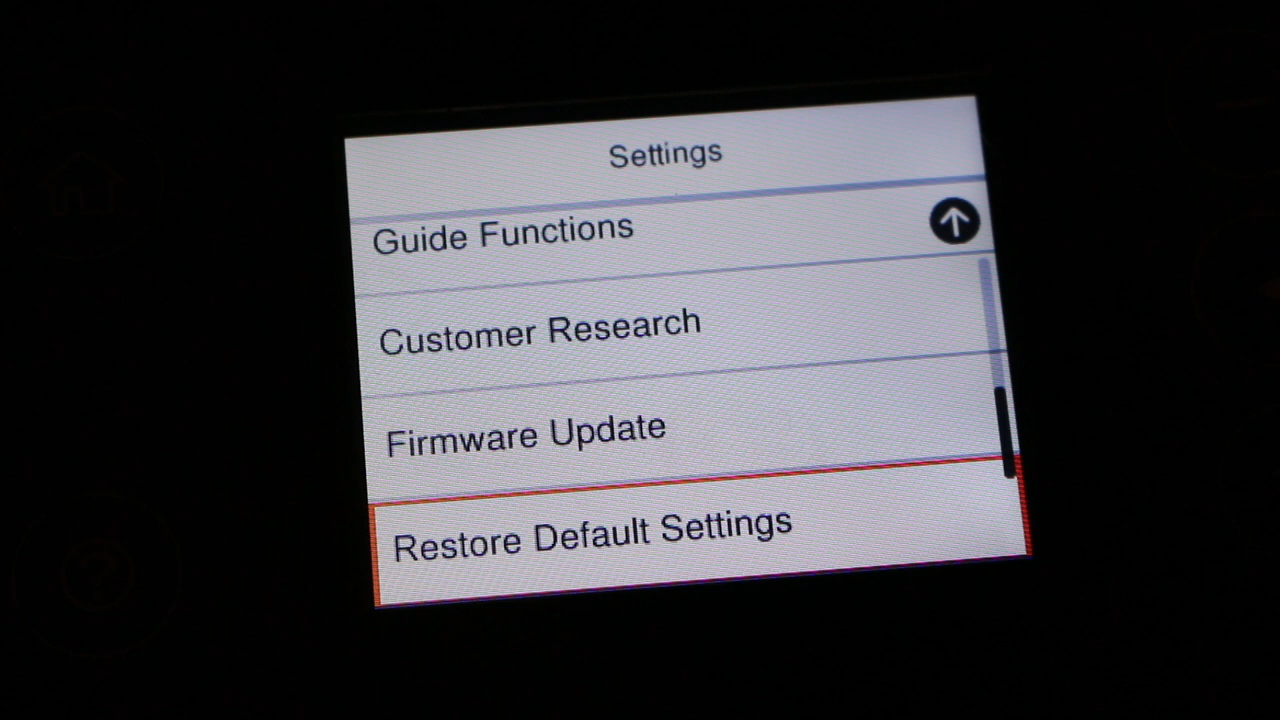 Settings
Guide Functions
Customer Research
Firmware Update
Restore Default Settings
?